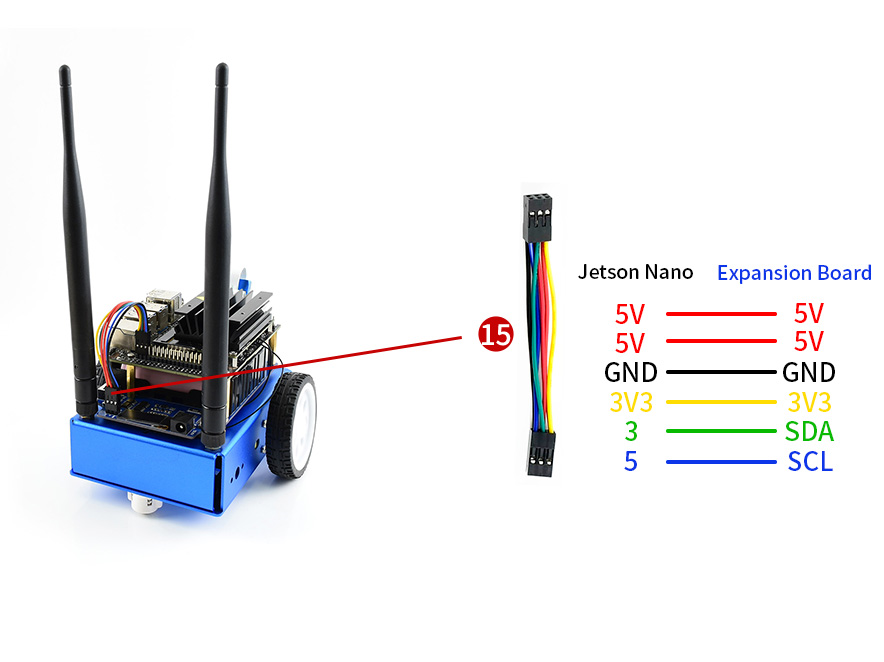 15
Jetson Nano Expansion Board
5V 5V
5V 5V
GND GND
3V3 3V3
3 SDA
5 SCL